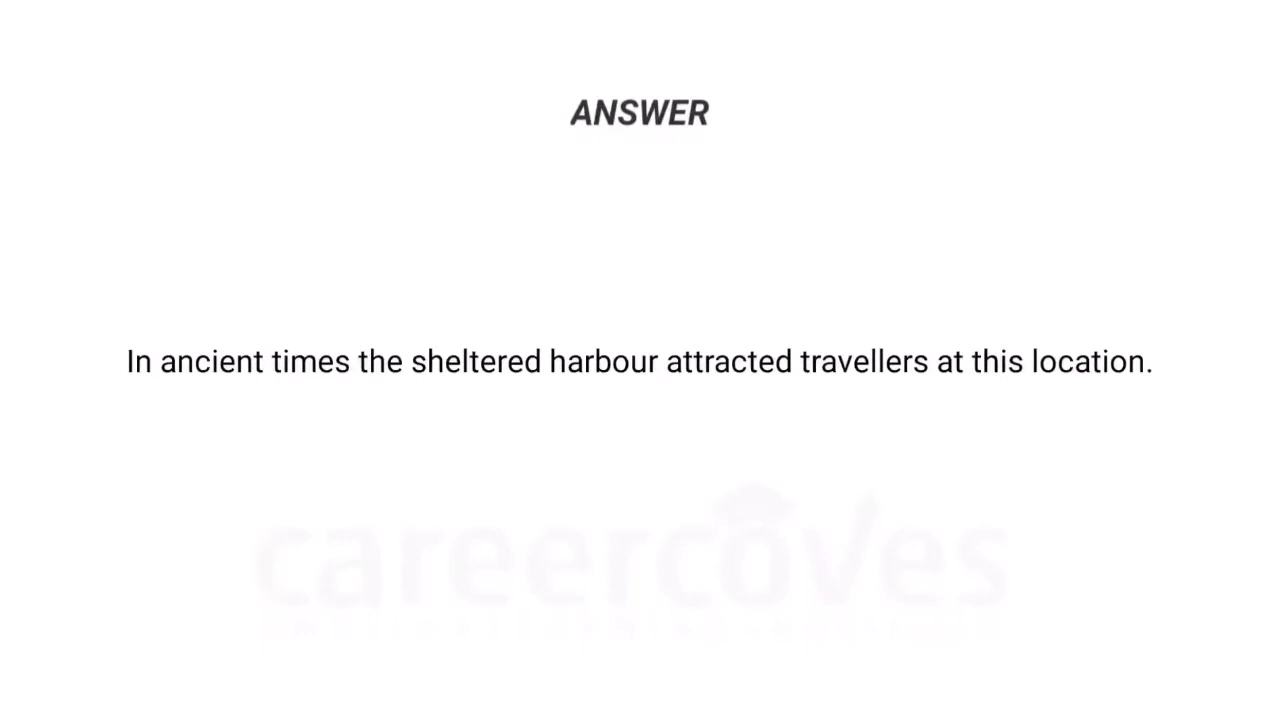 ANSWER
In ancient times the sheltered harbour attracted travellers at this location.
careercoves